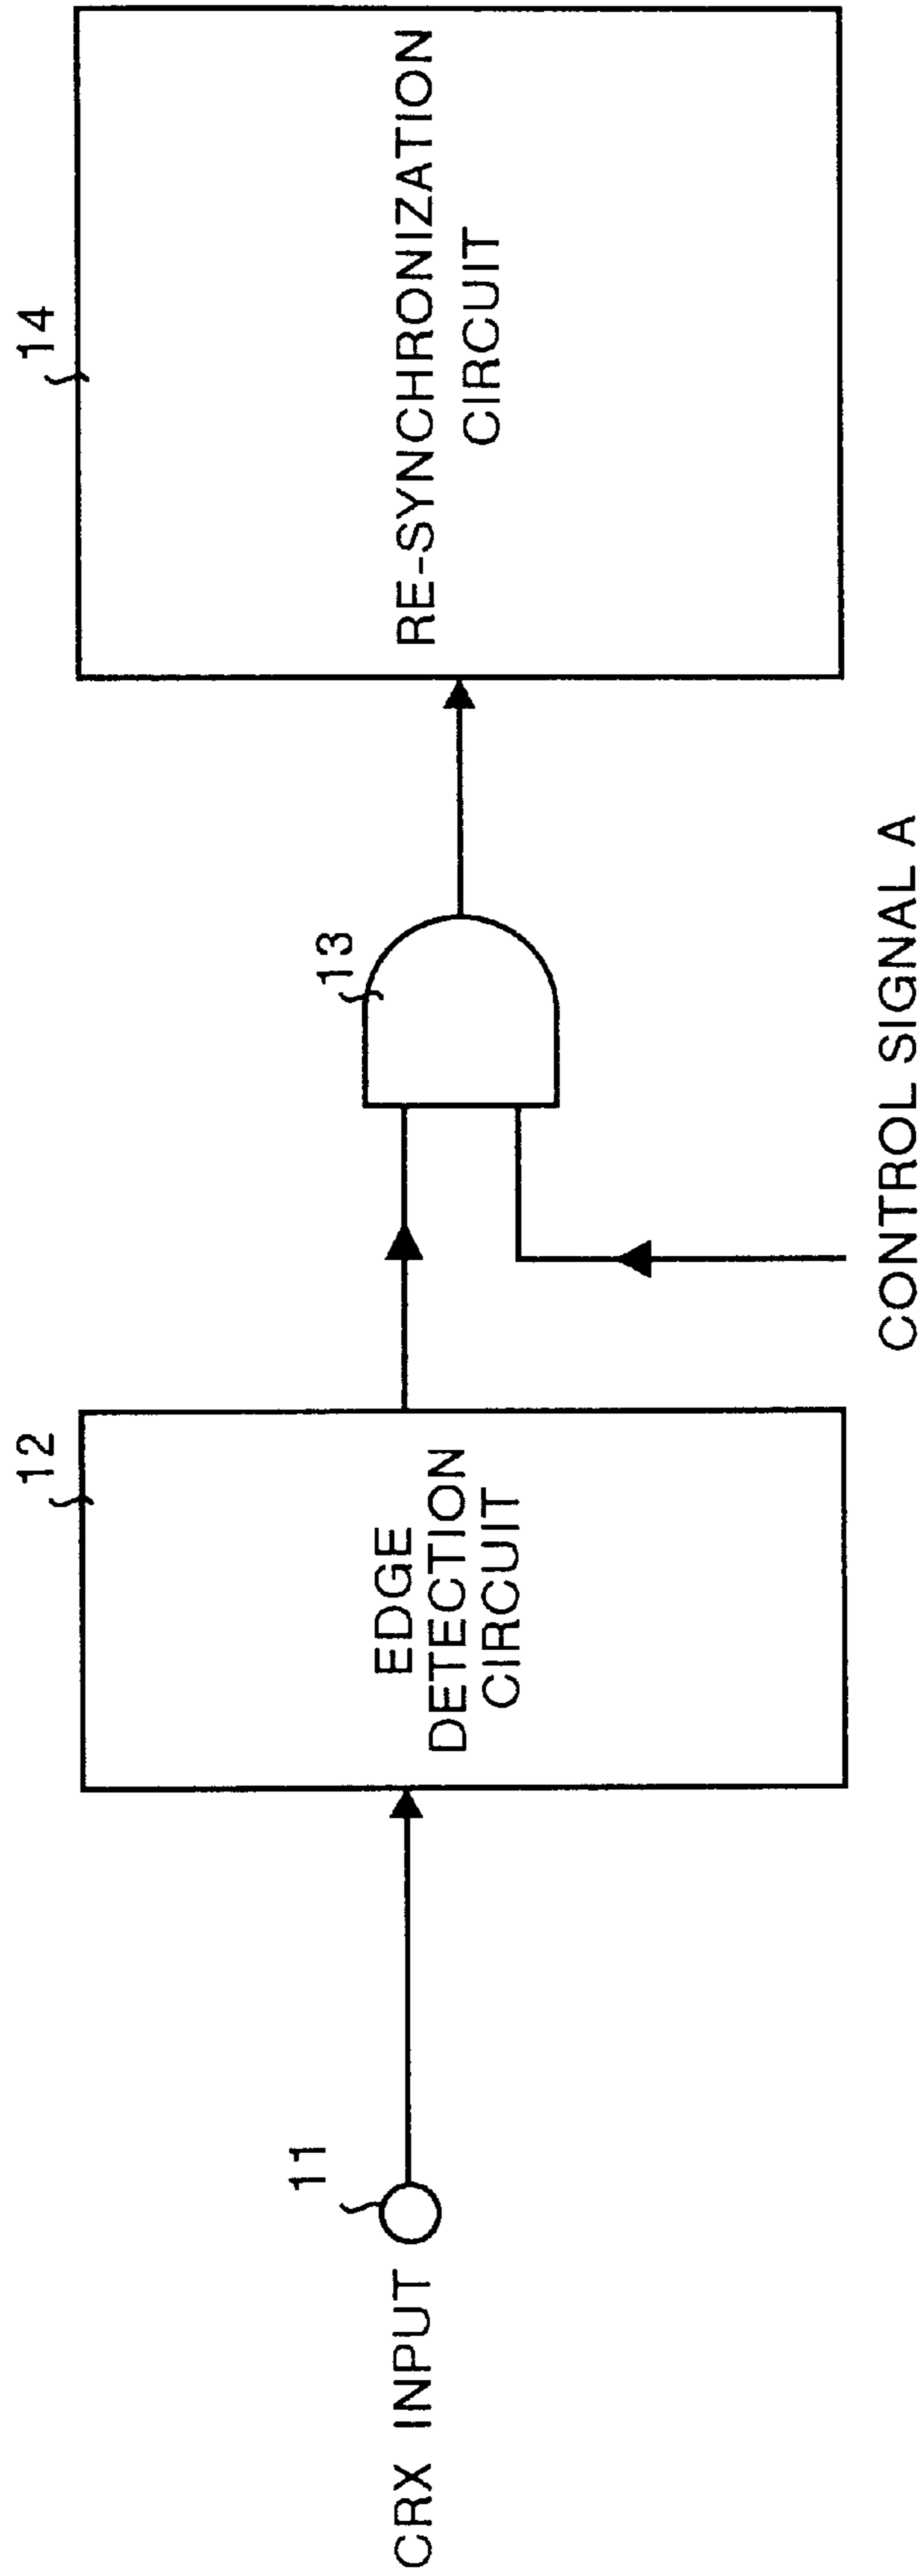 CRX INPUT
11
12
EDGE
DETECTION
CIRCUIT
13
CONTROL SIGNAL A
14
RE-SYNCHRONIZATION
CIRCUIT